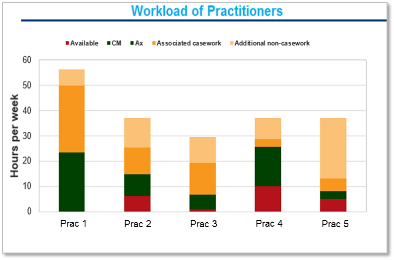 Workload of Practitioners
Available CM Ax Associated casework Additional non-casework
Hours per week
60
50
40
30
20
10
0
Prac 1 Prac 2 Prac 3 Prac 4 Prac 5